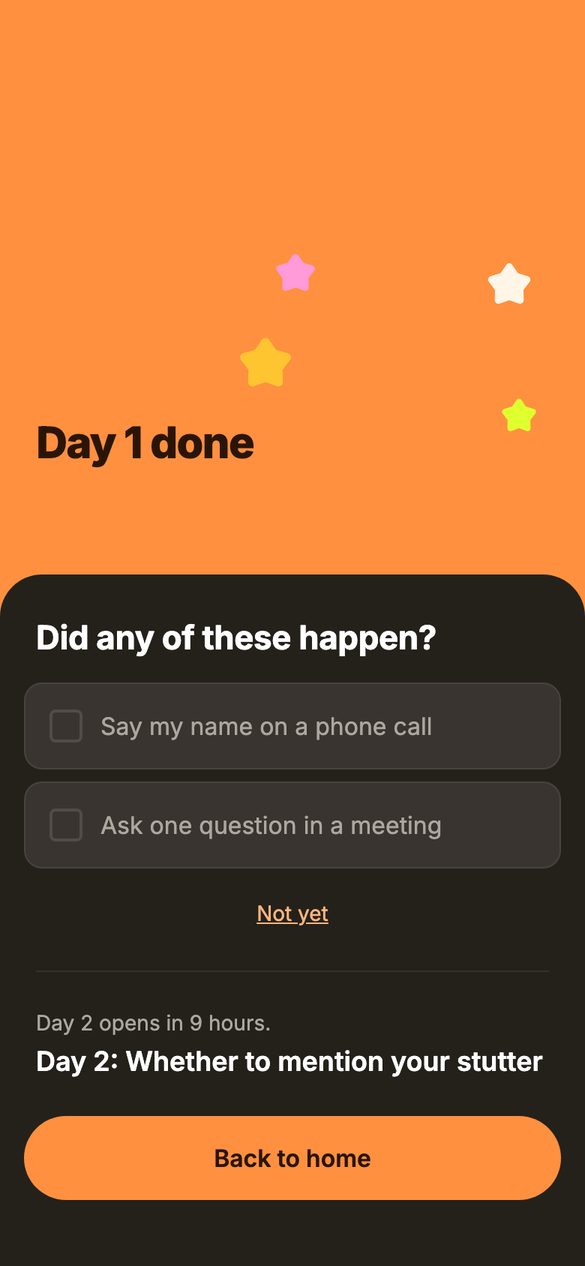 Day 1 done
Did any of these happen?
Say my name on a phone call
Ask one question in a meeting
Not yet
Day 2 opens in 9 hours.
Day 2: Whether to mention your stutter
Back to home